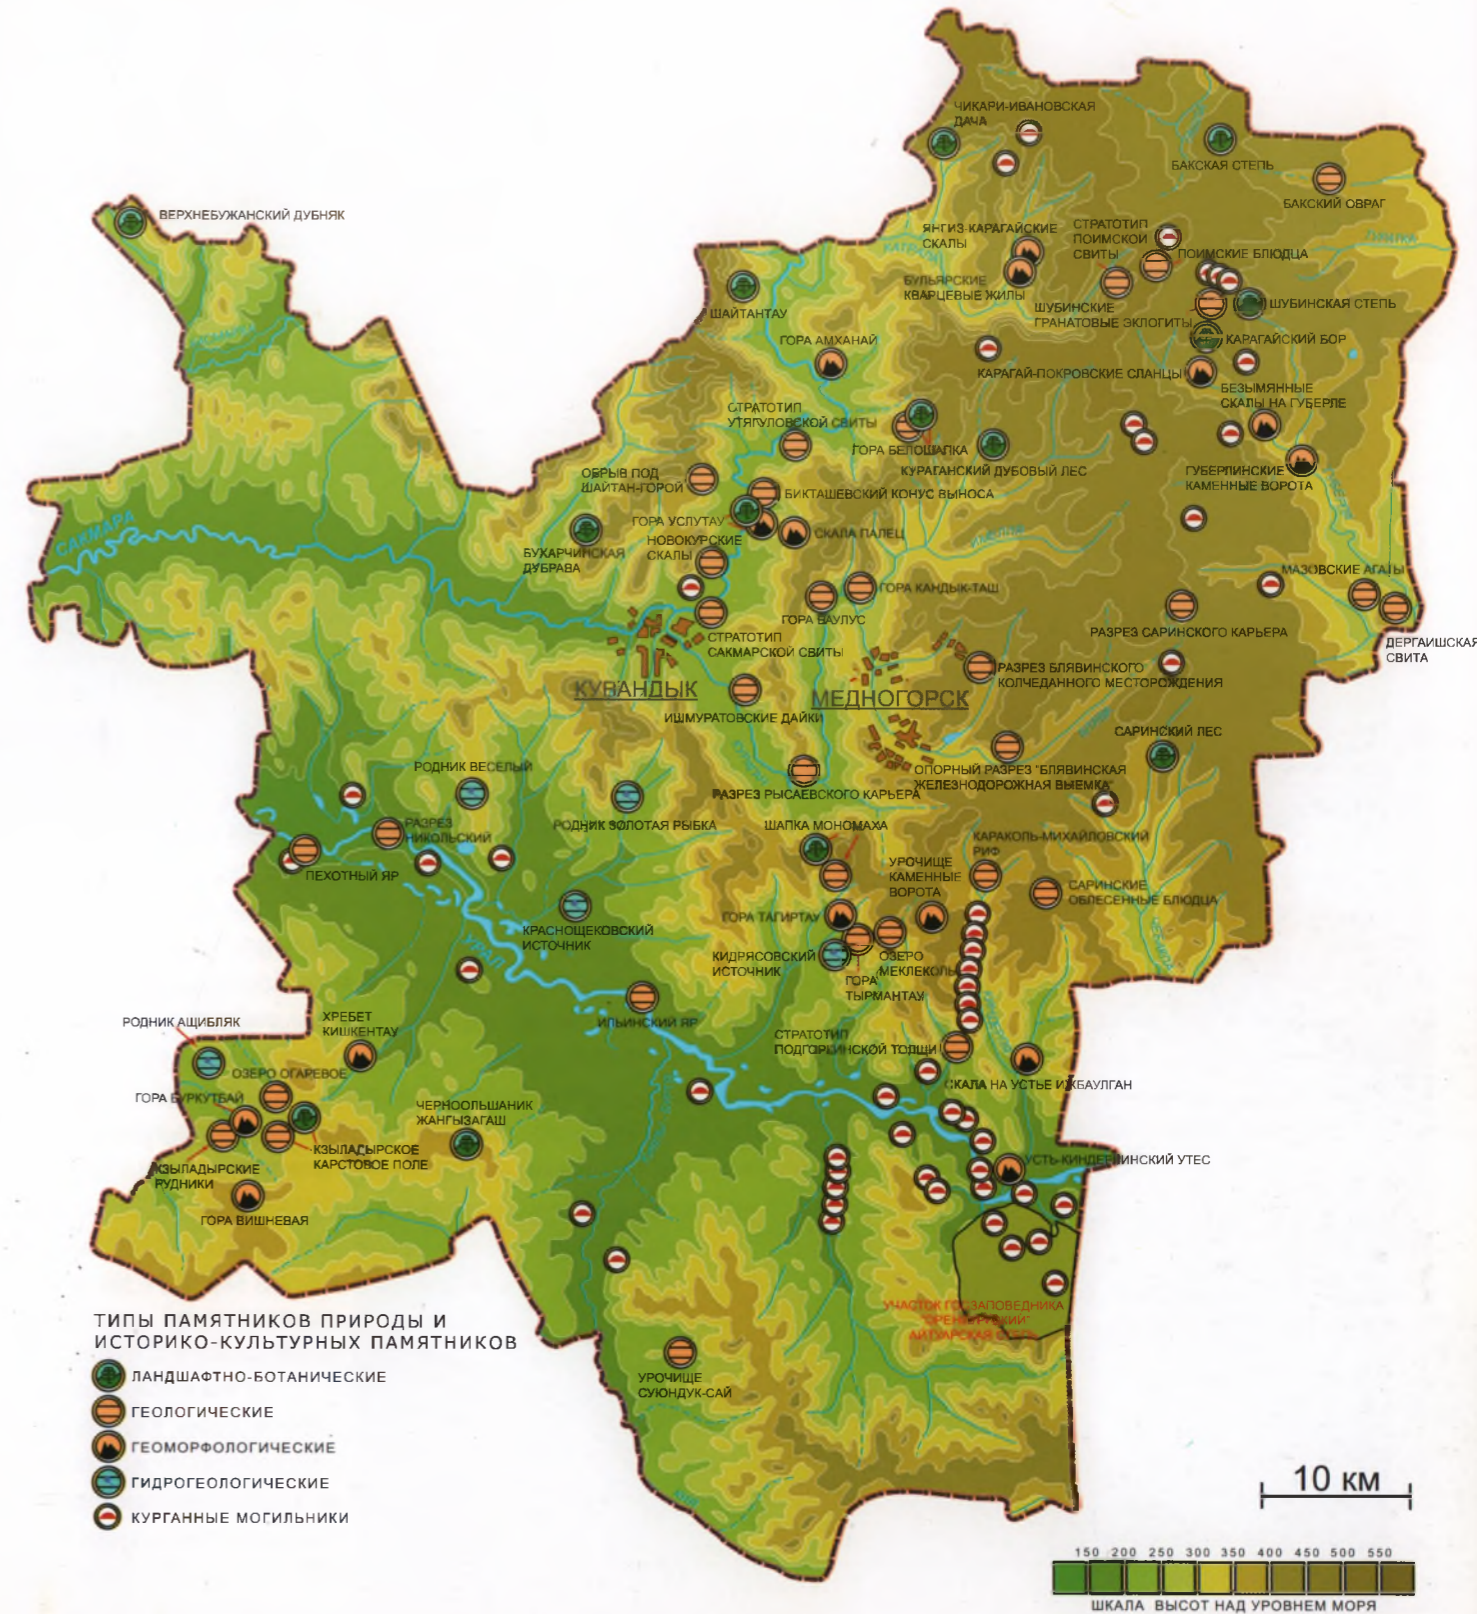 ЧИКАРИ-ИВАНОВСКАЯ
ДАЧА
БАКСКАЯ СТЕПЬ
БАКСКИЙ ОВРАГ
ВЕРХНЕБУЖАНСКИЙ ДУБНЯК
ЯНГИЗ-КАРАГАЙСКИЕ
СКАЛЫ
СТРАТОТИП
ПОИМСКОЙ
СВИТЫ
ПОИМСКИЕ БЛЮДЦА
БУЛЬЯРСКИЕ
КВАРЦЕВЫЕ ЖИЛЫ
ШАЙТАНТАУ
ШУБИНСКИЕ
ГРАНАТОВЫЕ ЭКЛОГИТЫ
ШУБИНСКАЯ СТЕПЬ
ГОРА АМХАНАЙ
КАРАГАЙСКИЙ БОР
КАРАГАЙ-ПОКРОВСКИЕ СЛАНЦЫ
БЕЗЫМЯННЫЕ
СКАЛЫ НА ГУБЕРЛЕ
СТРАТОТИП
УТЯГУЛОВСКОЙ СВИТЫ
ГОРА БЕЛОШАПКА
КУРАГАНСКИЙ ДУБОВЫЙ ЛЕС
ГУБЕРЛИНСКИЕ
КАМЕННЫЕ ВОРОТА
ОБРЫВ ПОД
ШАЙТАН-ГОРОЙ
БИКТАШЕВСКИЙ КОНУС ВЫНОСА
ГОРА УСЛУТАУ
СКАЛА ПАЛЕЦ
НОВОКУРСКИЕ
СКАЛЫ
САКМАРА
БУХАРЧИНСКАЯ
ДУБРАВА
МАЗОВСКИЕ АГАТЫ
ГОРА КАНДЫК-ТАШ
ГОРА ВАУЛУС
СТРАТОТИП
САКМАРСКОЙ СВИТЫ
РАЗРЕЗ САРИНСКОГО КАРЬЕРА
ДЕРГАИШСКАЯ
СВИТА
РАЗРЕЗ БЛЯВИНСКОГО
КОЛЧЕДАННОГО МЕСТОРОЖДЕНИЯ
КУВАНДЫК
МЕДНОГОРСК
ИШМУРАТОВСКИЕ ДАЙКИ
САРИНСКИЙ ЛЕС
РОДНИК ВЕСЕЛЫЙ
ОПОРНЫЙ РАЗРЕЗ "БЛЯВИНСКАЯ
ЖЕЛЕЗНОДОРОЖНАЯ ВЫЕМКА"
РАЗРЕЗ РЫСАЕВСКОГО КАРЬЕРА
РАЗРЕЗ
НИКОЛЬСКИЙ
РОДНИК ЗОЛОТАЯ РЫБКА
ШАПКА МОНОМАХА
КАРАКОЛЬ-МИХАЙЛОВСКИЙ
РИФ
УРОЧИЩЕ
КАМЕННЫЕ
ВОРОТА
ПЕХОТНЫЙ ЯР
САРИНСКИЕ
ОБЛЕСЕННЫЕ БЛЮДЦА
ГОРА ТАГИРТАУ
КРАСНОЩЕКОВСКИЙ
ИСТОЧНИК
УРАЛ
КИДРЯСОВСКИЙ
ИСТОЧНИК
ОЗЕРО
МЕКЛЕКОЛЬ
ГОРА
ТЫРМАНТАУ
ИЛЬИНСКИЙ ЯР
РОДНИК АЩИБЛЯК
ХРЕБЕТ
КИШКЕНТАУ
СТРАТОТИП
ПОДГОРЕНСКОЙ ТОЛЩИ
ОЗЕРО ОГАРЕВОЕ
СКАЛА НА УСТЬЕ ИЖБАУЛГАН
ГОРА БУРКУТБАЙ
ЧЕРНООЛЬШАНИК
ЖАНГЫЗАГАШ
КЗЫЛАДЫРСКОЕ
КАРСТОВОЕ ПОЛЕ
КЗЫЛАДЫРСКИЕ
РУДНИКИ
УСТЬ-КИНДЕРЛИНСКИЙ УТЕС
ГОРА ВИШНЕВАЯ
УЧАСТОК ГОСЗАПОВЕДНИКА
"ОРЕНБУРГСКИЙ"
АЙТУАРСКАЯ СТЕПЬ
УРОЧИЩЕ
СУЮНДУК-САЙ
ТИПЫ ПАМЯТНИКОВ ПРИРОДЫ И
ИСТОРИКО-КУЛЬТУРНЫХ ПАМЯТНИКОВ
ЛАНДШАФТНО-БОТАНИЧЕСКИЕ
ГЕОЛОГИЧЕСКИЕ
ГЕОМОРФОЛОГИЧЕСКИЕ
ГИДРОГЕОЛОГИЧЕСКИЕ
КУРГАННЫЕ МОГИЛЬНИКИ
10 км
150 200 250 300 350 400 450 500 550
ШКАЛА ВЫСОТ НАД УРОВНЕМ МОРЯ